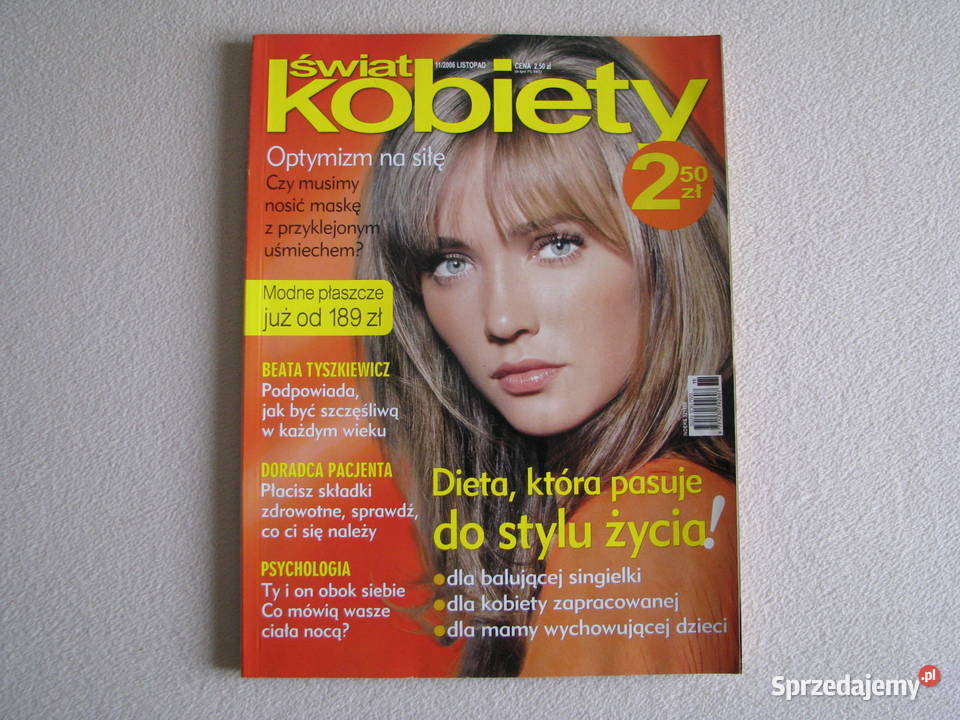 świat
kobiety
11/2006 LISTOPAD
CENA 2,50 zł
Optymizm na siłę
Czy musimy
nosić maskę
z przyklejonym
uśmiechem?
2 50 zł
Modne płaszcze
już od 189 zł
BEATA TYSZKIEWICZ
Podpowiada,
jak być szczęśliwą
w każdym wieku
DORADCA PACJENTA
Płacisz składki
zdrowotne, sprawdź,
co ci się należy
PSYCHOLOGIA
Ty i on obok siebie
Co mówią wasze
ciała nocą?
Dieta, która pasuje
do stylu życia!
dla balującej singielki
dla kobiety zapracowanej
dla mamy wychowującej dzieci
Sprzedajemy.pl